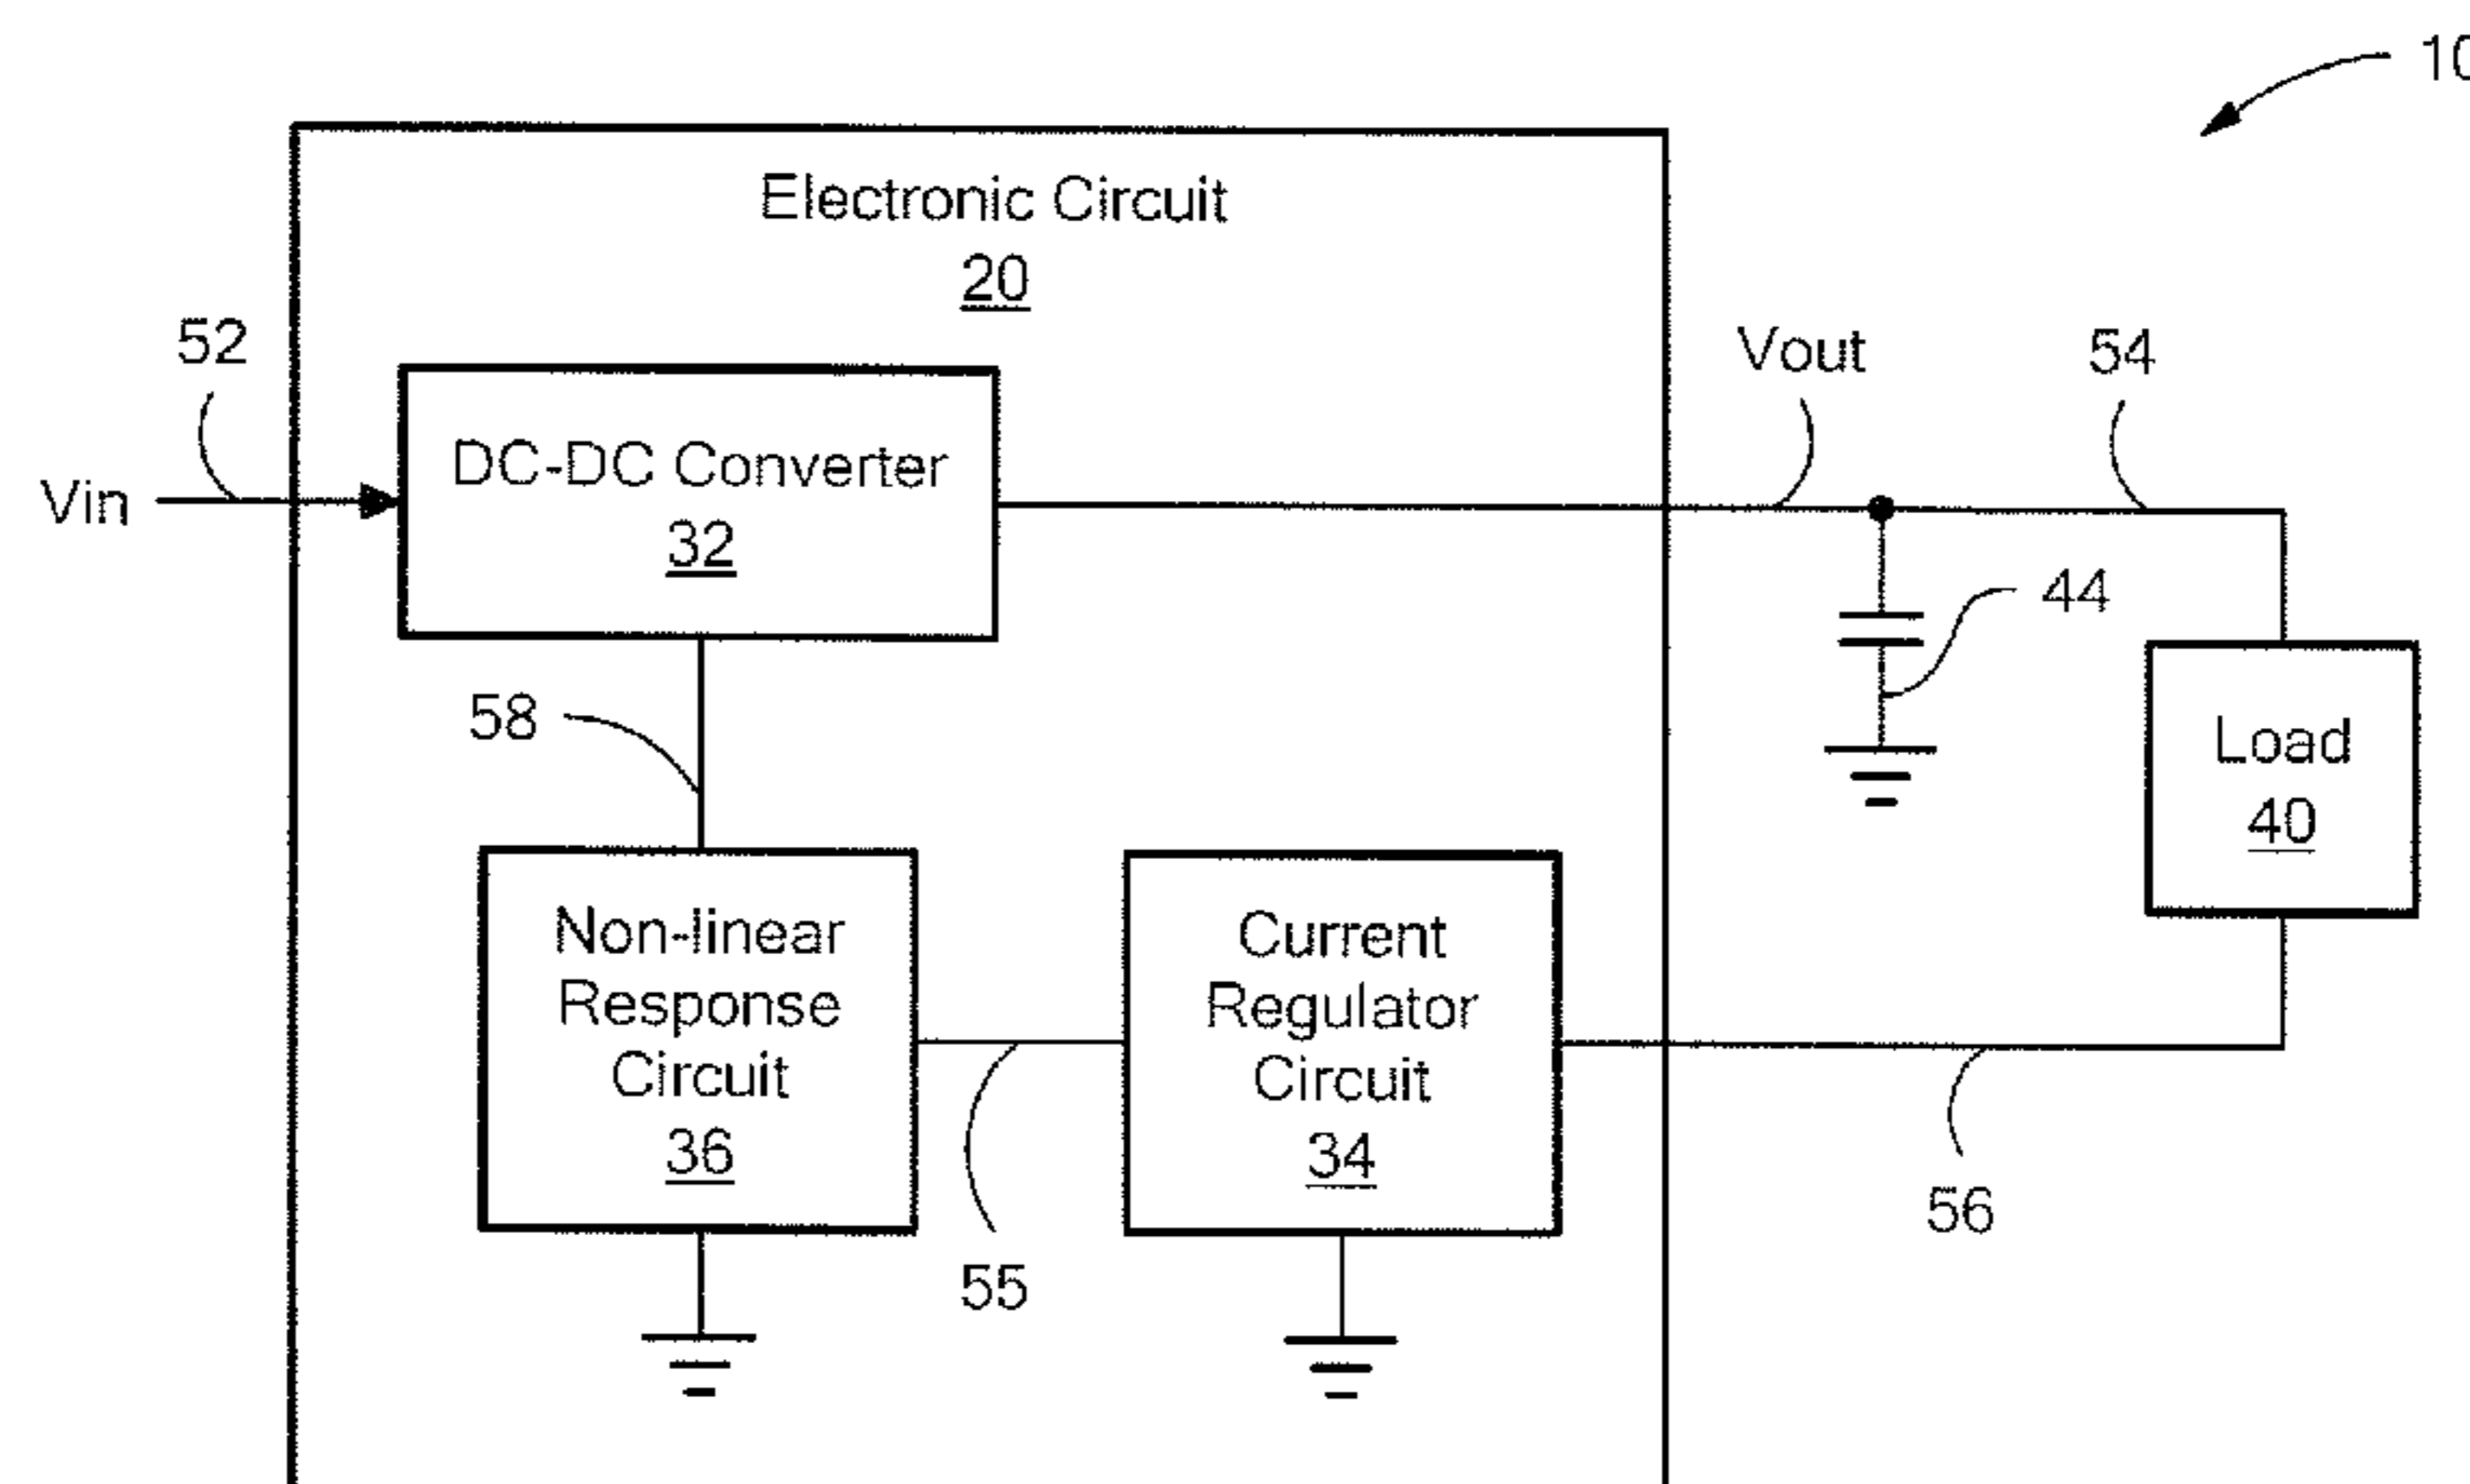 10
Electronic Circuit
20
52
Vin
DC-DC Converter
32
Vout
54
44
58
Load
40
Non-linear
Response
Circuit
36
Current
Regulator
Circuit
34
55
56